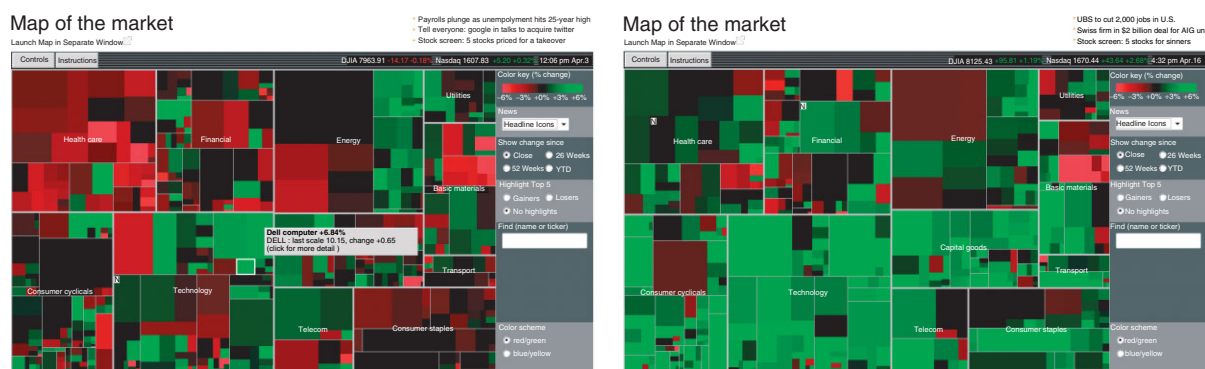 Map of the market
Payrolls plunge as unempolyment hits 25-year high
Tell everyone: google in talks to acquire twitter
Stock screen: 5 stocks priced for a takeover
Launch Map in Separate Window
Controls Instructions DJIA 7963.91 -14.17 -0.18% Nasdaq 1607.83 +5.20 +0.32% 12:06 pm Apr.3
Health care
Financial
Energy
Utilities
Basic materials
Dell computer +6.84%
DELL : last scale 10.15, change +0.65
(click for more detail )
Transport
N
Consumer cyclicals
Technology
Telecom
Consumer staples
Color key (% change)
-6% -3% +0% +3% +6%
News
Headline Icons
Show change since
Close 26 Weeks
52 Weeks YTD
Highlight Top 5
Gainers Losers
No highlights
Find (name or ticker)
Color scheme
red/green
blue/yellow
Map of the market
UBS to cut 2,000 jobs in U.S.
Swiss firm in $2 billion deal for AIG un
Stock screen: 5 stocks for sinners
Launch Map in Separate Window
Controls Instructions DJIA 8125.43 +95.81 +1.19% Nasdaq 1670.44 +43.64 +2.68% 4:32 pm Apr.16
N
N
Health care
Financial
Energy
Utilities
Basic materials
Capital goods
Transport
Consumer cyclicals
Technology
Telecom
Consumer staples
Color key (% change)
-6% -3% +0% +3% +6%
News
Headline Icons
Show change since
Close 26 Weeks
52 Weeks YTD
Highlight Top 5
Gainers Losers
No highlights
Find (name or ticker)
Color scheme
red/green
blue/yellow